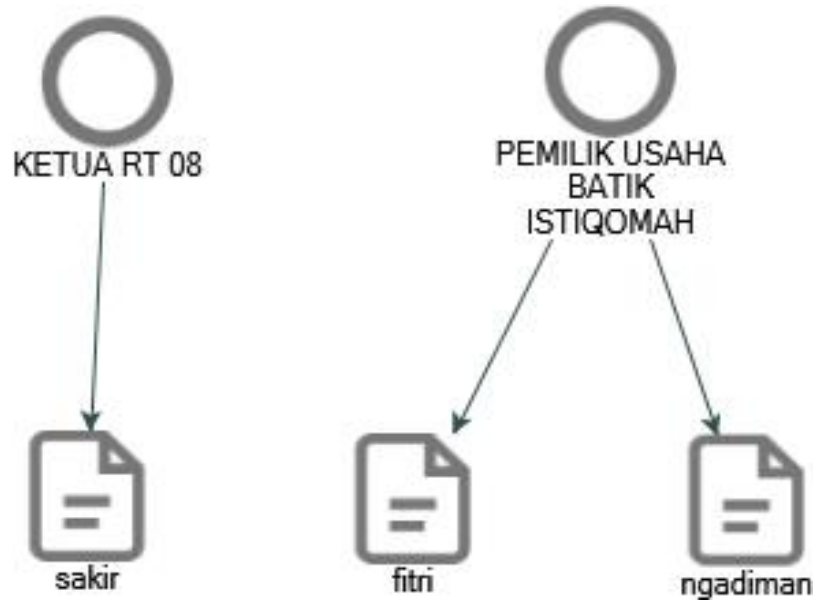 KETUA RT 08
PEMILIK USAHA
BATIK
ISTIQOMAH
sakir
fitri
ngadiman